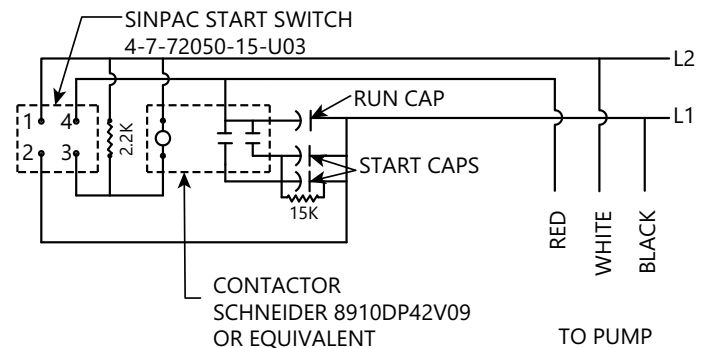 SINPAC START SWITCH
4-7-72050-15-U03
L2
RUN CAP
L1
1 4
2 3
2.2K
START CAPS
15K
RED
WHITE
BLACK
CONTACTOR
SCHNEIDER 8910DP42V09
OR EQUIVALENT
TO PUMP